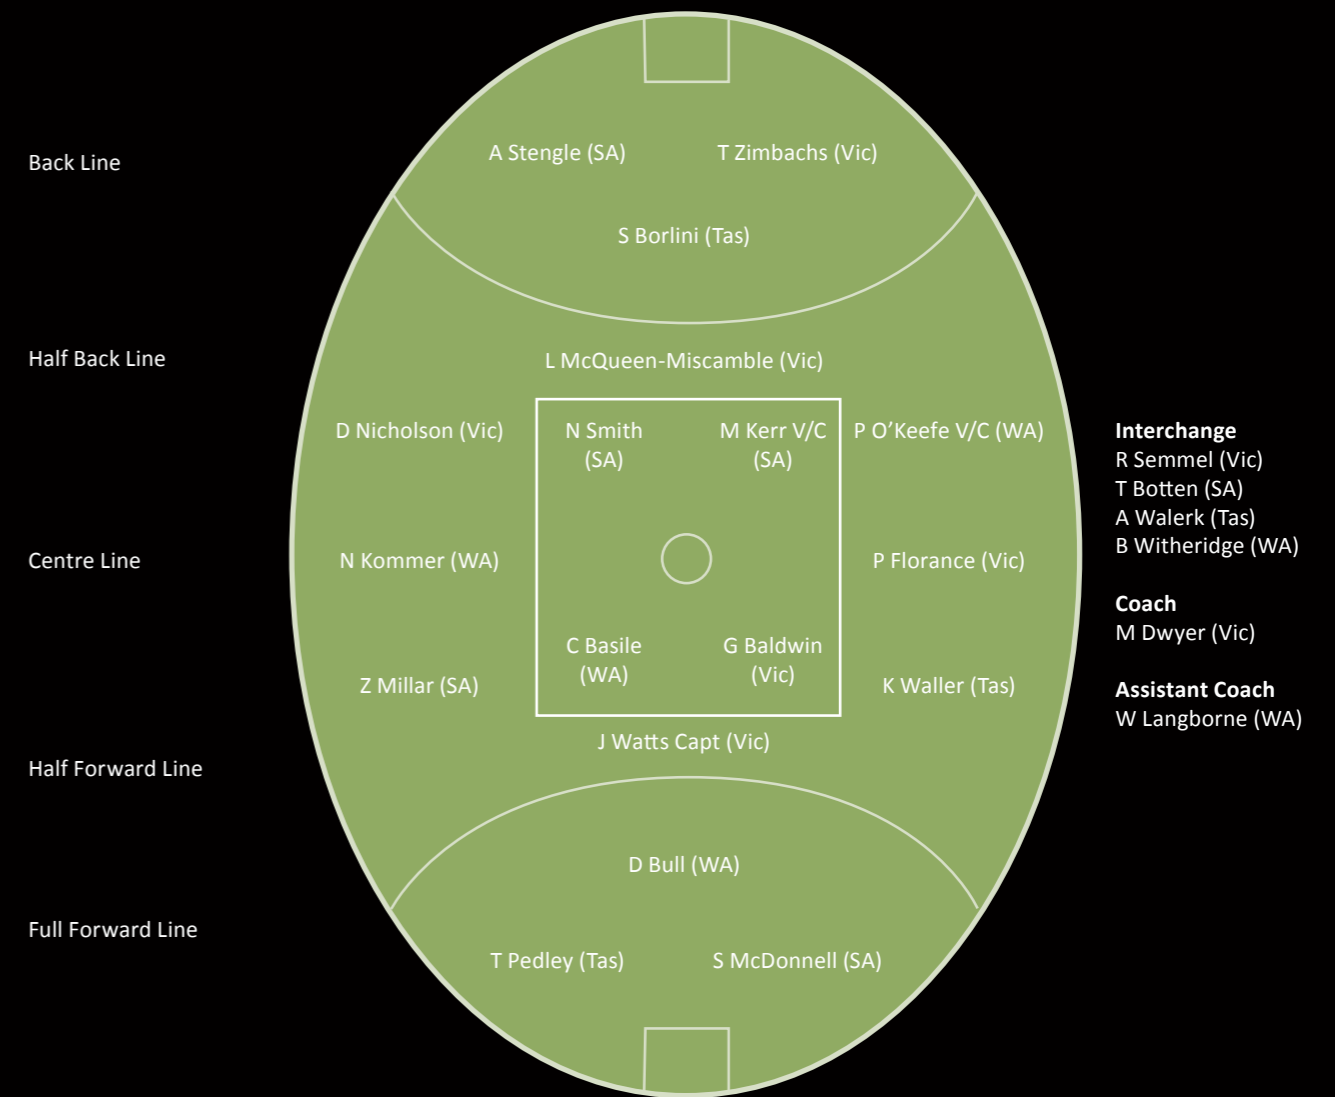 Back Line
A Stengle (SA)
T Zimbachs (Vic)
S Borlini (Tas)
Half Back Line
L McQueen-Miscamble (Vic)
D Nicholson (Vic)
N Smith
(SA)
M Kerr V/C
(SA)
P O’Keefe V/C (WA)
Centre Line
N Kommer (WA)
P Florance (Vic)
C Basile
(WA)
G Baldwin
(Vic)
Z Millar (SA)
K Waller (Tas)
J Watts Capt (Vic)
Half Forward Line
D Bull (WA)
Full Forward Line
T Pedley (Tas)
S McDonnell (SA)
Interchange
R Semmel (Vic)
T Botten (SA)
A Walerk (Tas)
B Witheridge (WA)
Coach
M Dwyer (Vic)
Assistant Coach
W Langborne (WA)